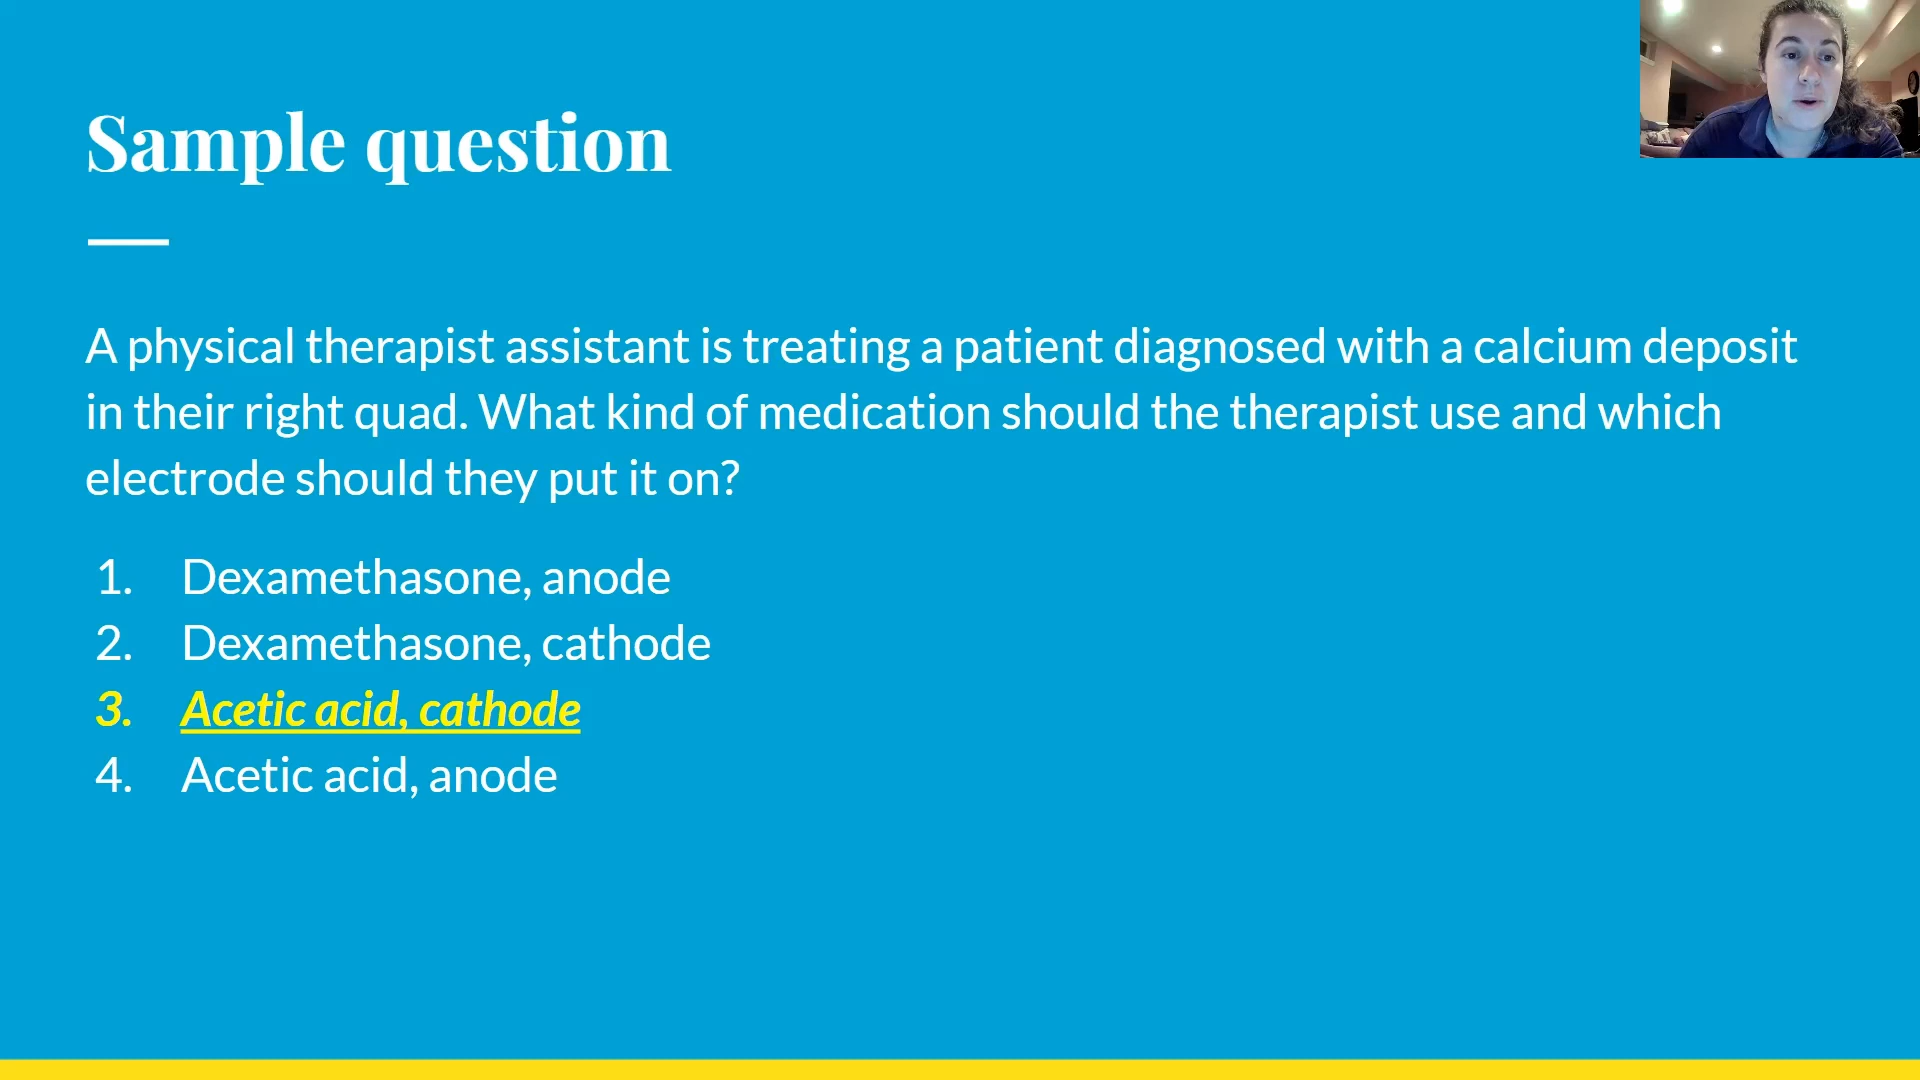 Sample question
A physical therapist assistant is treating a patient diagnosed with a calcium deposit
in their right quad. What kind of medication should the therapist use and which
electrode should they put it on?
1. Dexamethasone, anode
2. Dexamethasone, cathode
3. Acetic acid, cathode
4. Acetic acid, anode